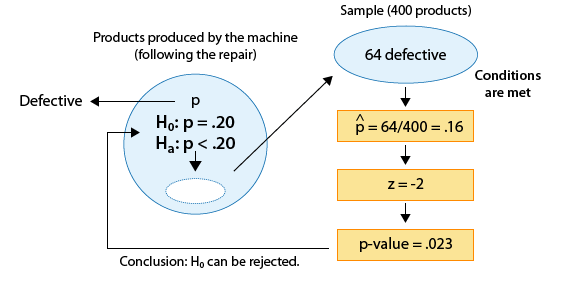 Sample (400 products)
Products produced by the machine
(following the repair)
64 defective
Conditions
are met
Defective
p
H₀: p = .20
Hₐ: p < .20
p̂ = 64/400 = .16
z = -2
p-value = .023
Conclusion: H₀ can be rejected.